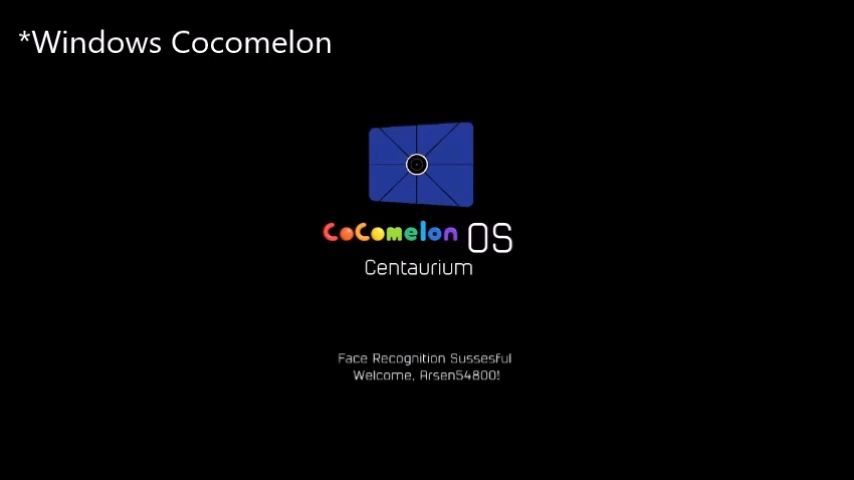 *Windows Cocomelon
CoComelon OS
Centaurium
Face Recognition Sussesful
Welcome, Arsen54800!